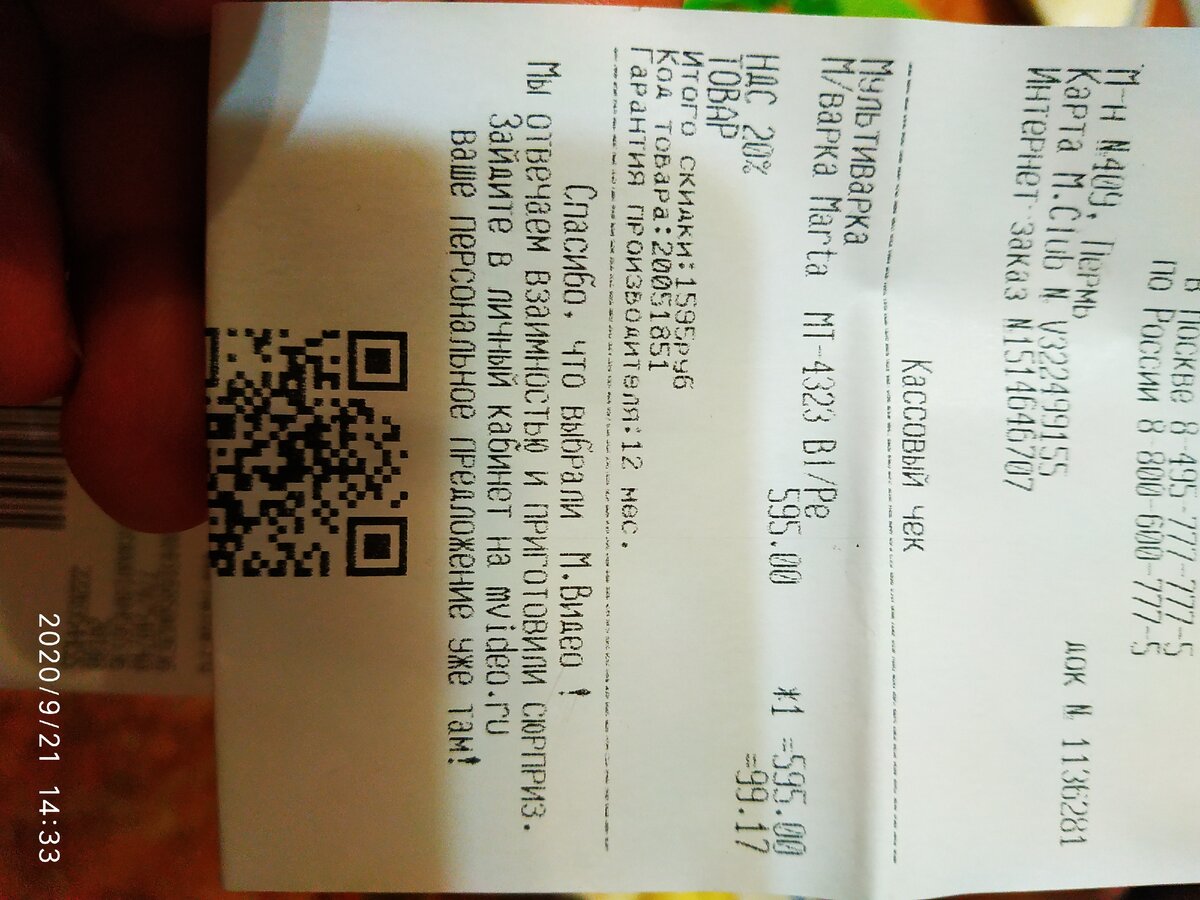 в Москве 8-495-777-777-5
по России 8-800-600-777-5
М-н №409, Пермь
Карта M.Club N V322499155 док № 1136281
Интернет-заказ №1514646707
Кассовый чек
Мультиварка
М/варка Marta MT-4323 Bl/Pe
595.00 *1 =595.00
НДС 20% =99.17
ТОВАР
Итого скидки:1595руб
Код товара:20051851
Гарантия производителя:12 мес.
Спасибо, что выбрали М.Видео !
Мы отвечаем взаимностью и приготовили сюрприз.
Зайдите в личный кабинет на mvideo.ru
ваше персональное предложение уже там!
2020/9/21 14:33